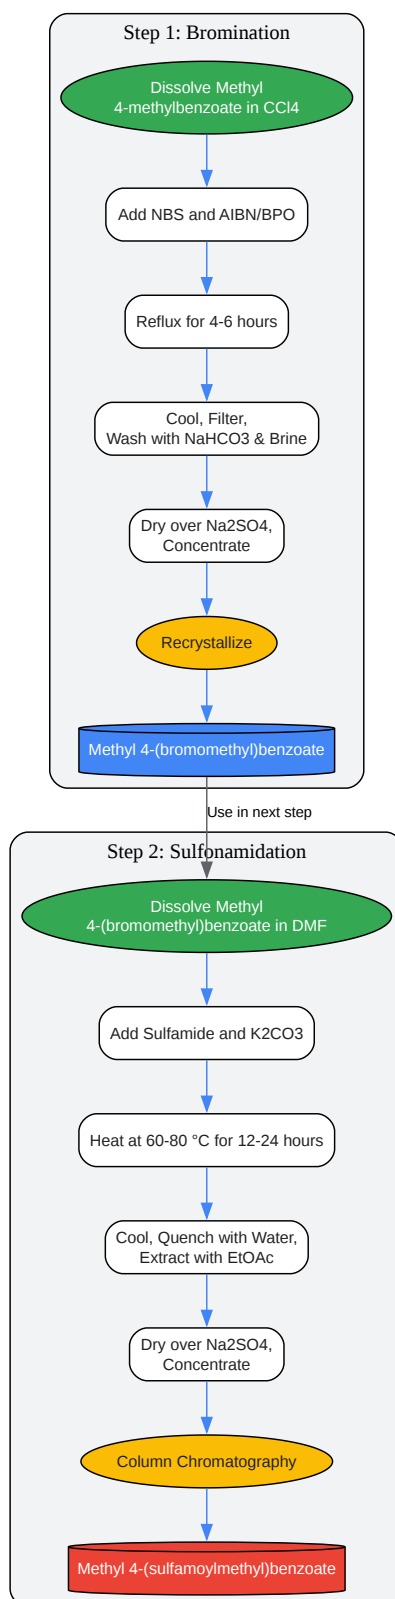 Step 1: Bromination
Dissolve Methyl
4-methylbenzoate in CCl4
Add NBS and AIBN/BPO
Reflux for 4-6 hours
Cool, Filter,
Wash with NaHCO3 & Brine
Dry over Na2SO4,
Concentrate
Recrystallize
Methyl 4-(bromomethyl)benzoate
Use in next step
Step 2: Sulfonamidation
Dissolve Methyl
4-(bromomethyl)benzoate in DMF
Add Sulfamide and K2CO3
Heat at 60-80 °C for 12-24 hours
Cool, Quench with Water,
Extract with EtOAc
Dry over Na2SO4,
Concentrate
Column Chromatography
Methyl 4-(sulfamoylmethyl)benzoate